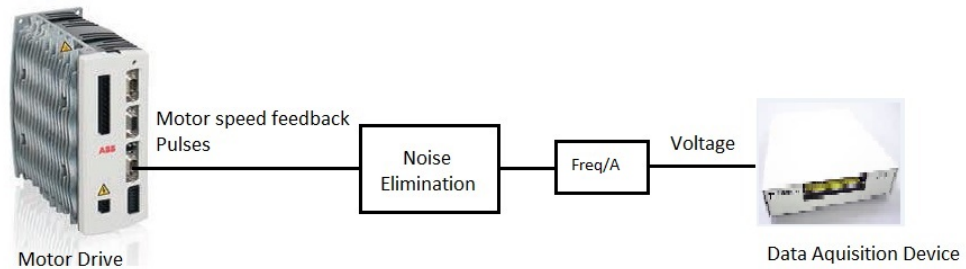 Motor speed feedback
Pulses
ABB
Noise
Elimination
Freq/A
Voltage
Motor Drive
Data Aquisition Device